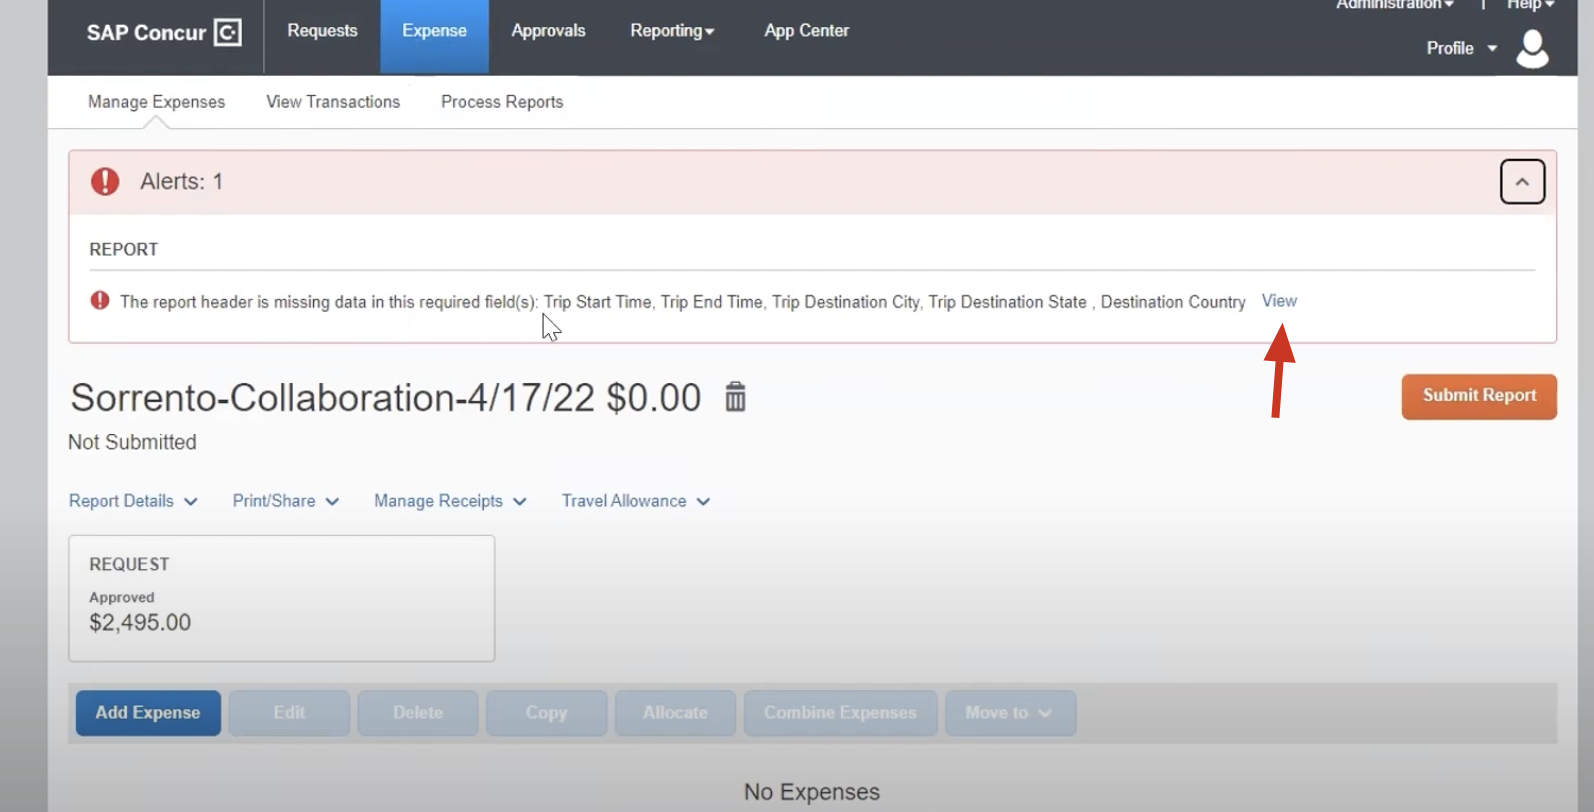 Administration | Help
SAP Concur C Requests Expense Approvals Reporting App Center
Profile
Manage Expenses View Transactions Process Reports
Alerts: 1
REPORT
The report header is missing data in this required field(s): Trip Start Time, Trip End Time, Trip Destination City, Trip Destination State , Destination Country View
Sorrento-Collaboration-4/17/22 $0.00
Submit Report
Not Submitted
Report Details Print/Share Manage Receipts Travel Allowance
REQUEST
Approved
$2,495.00
Add Expense Edit Delete Copy Allocate Combine Expenses Move to
No Expenses